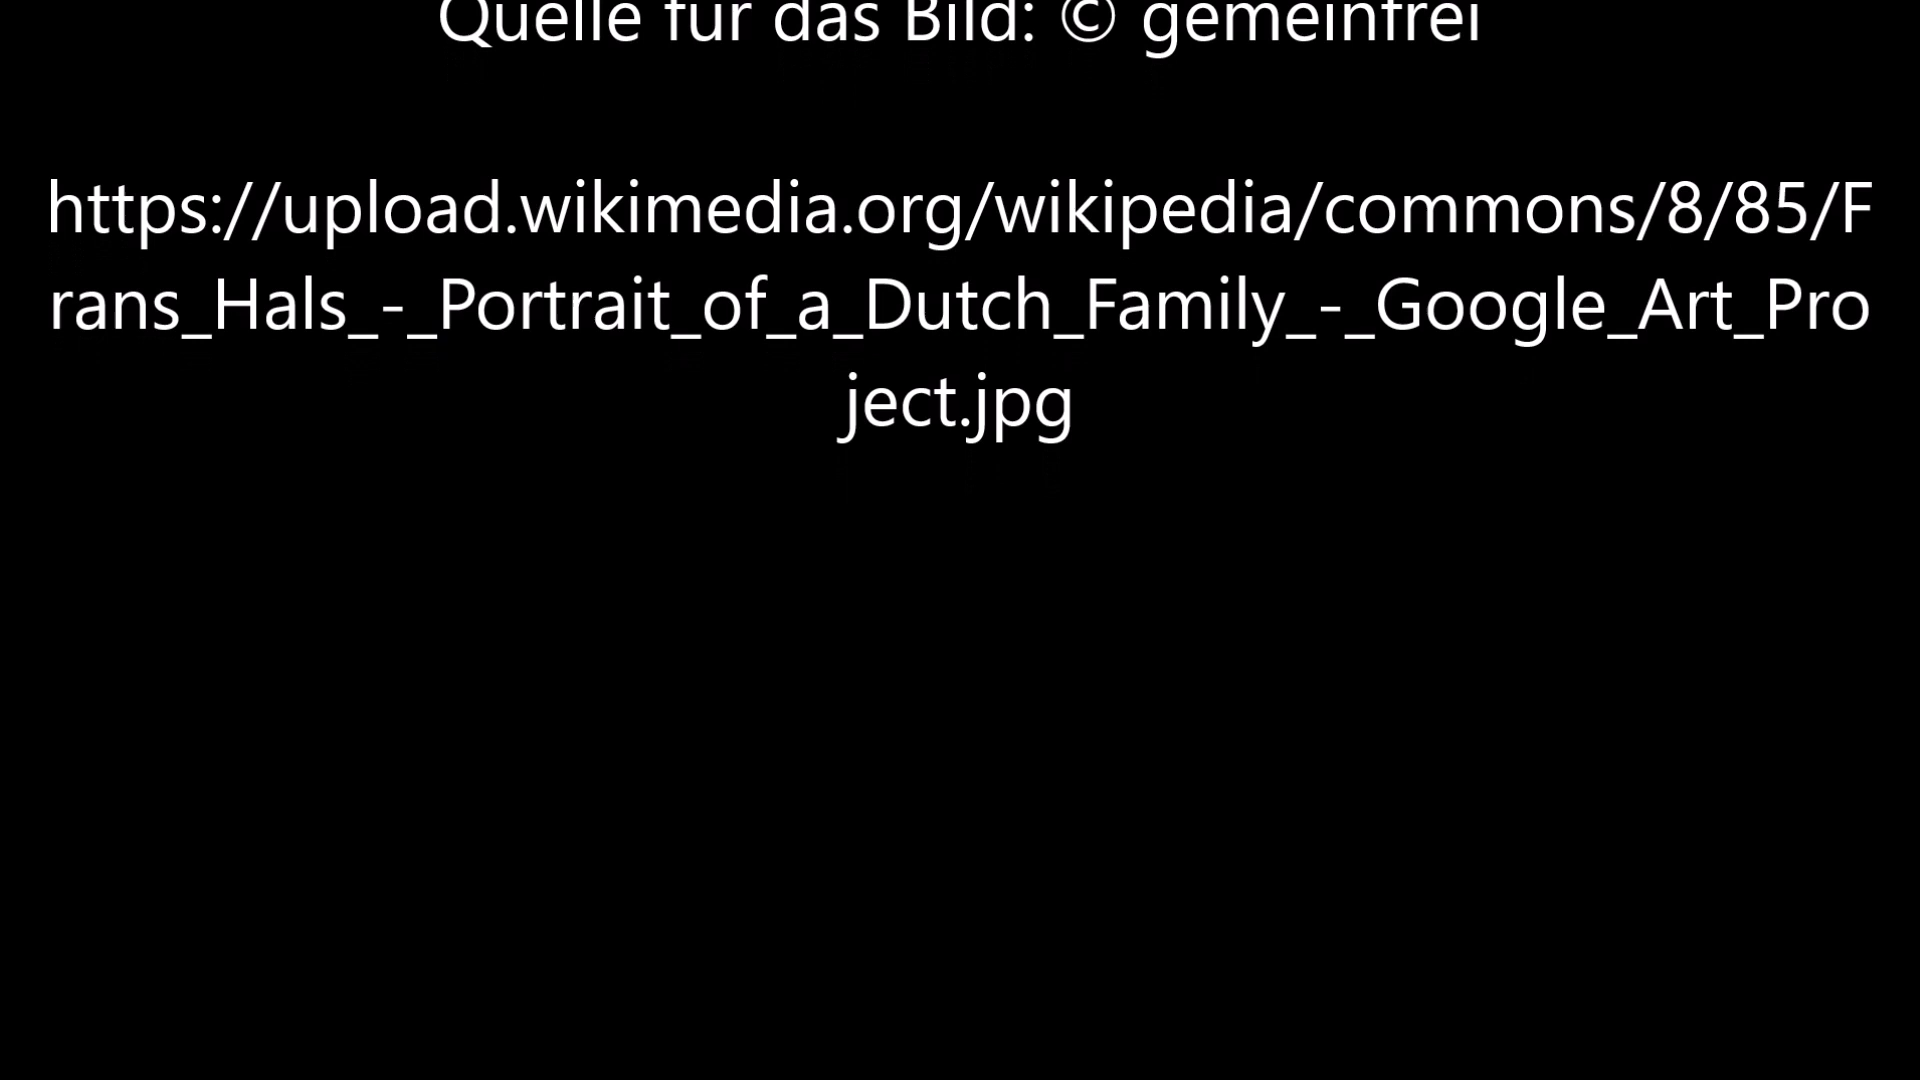 Quelle für das Bild: © gemeinfrei
https://upload.wikimedia.org/wikipedia/commons/8/85/F
rans_Hals_-_Portrait_of_a_Dutch_Family_-_Google_Art_Pro
ject.jpg